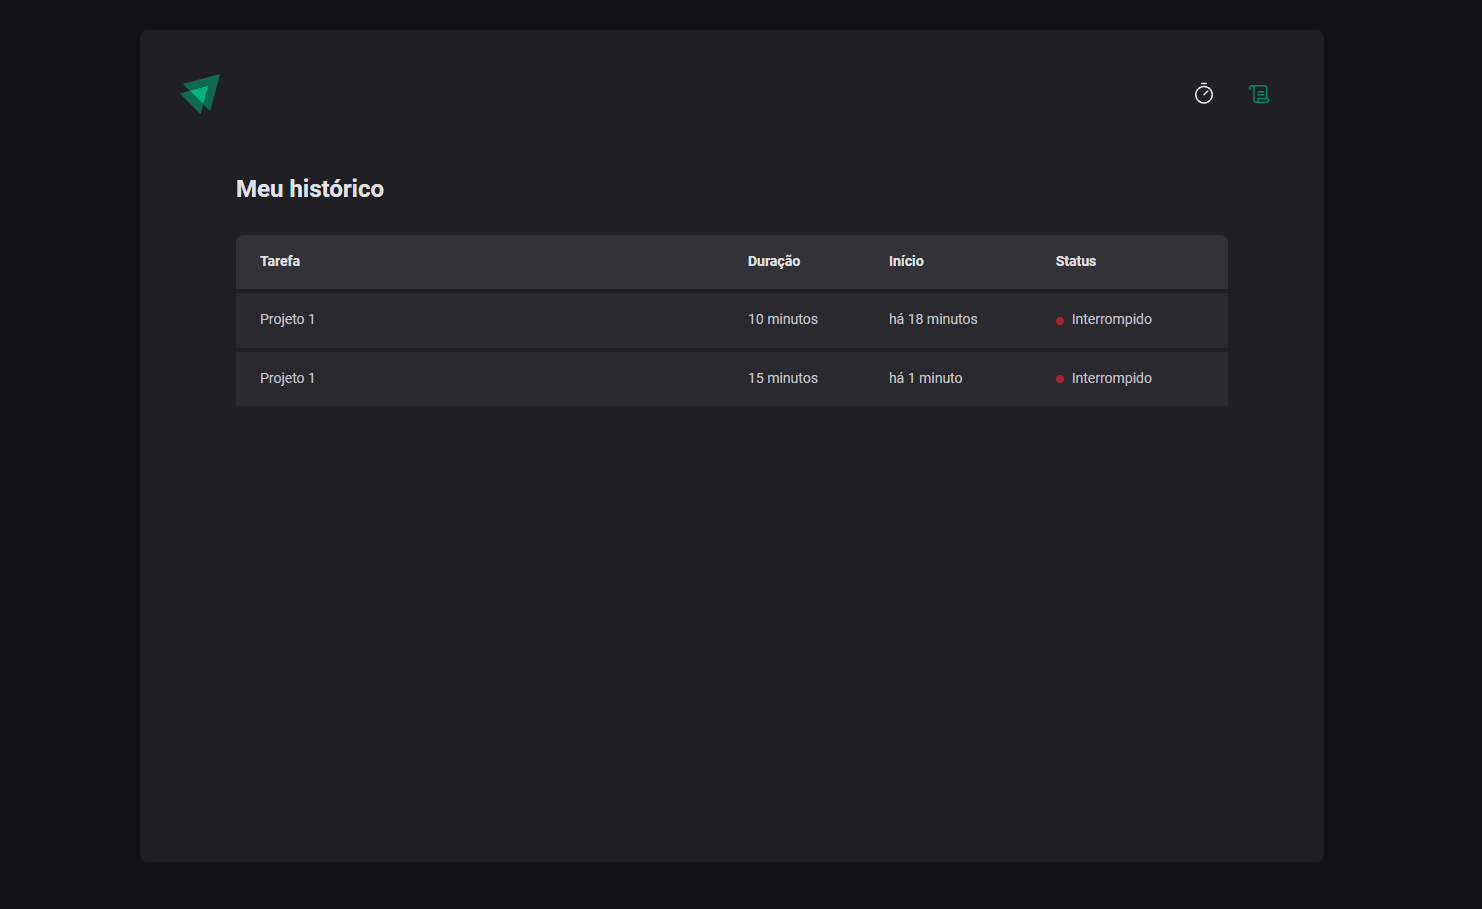 Meu histórico
Tarefa Duração Início Status
Projeto 1 10 minutos há 18 minutos Interrompido
Projeto 1 15 minutos há 1 minuto Interrompido